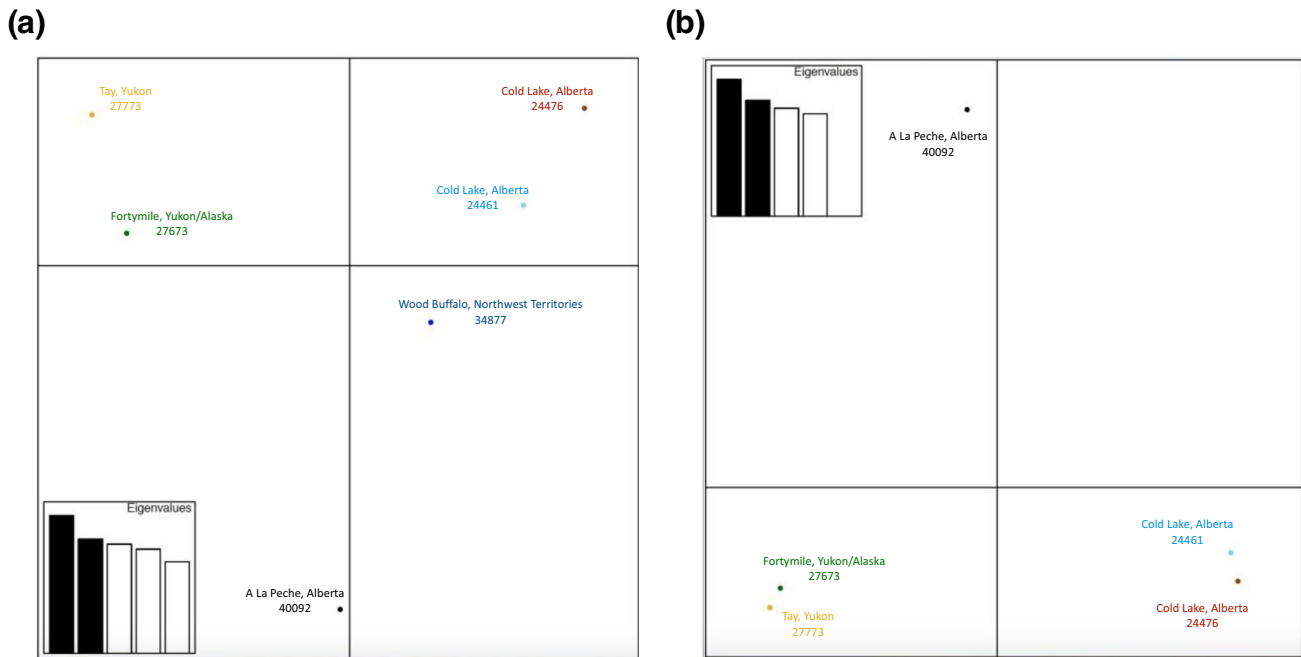 (a)
Tay, Yukon
27773
Cold Lake, Alberta
24476
Cold Lake, Alberta
24461
Fortymile, Yukon/Alaska
27673
Wood Buffalo, Northwest Territories
34877
Eigenvalues
A La Peche, Alberta
40092
(b)
Eigenvalues
A La Peche, Alberta
40092
Cold Lake, Alberta
24461
Fortymile, Yukon/Alaska
27673
Tay, Yukon
27773
Cold Lake, Alberta
24476